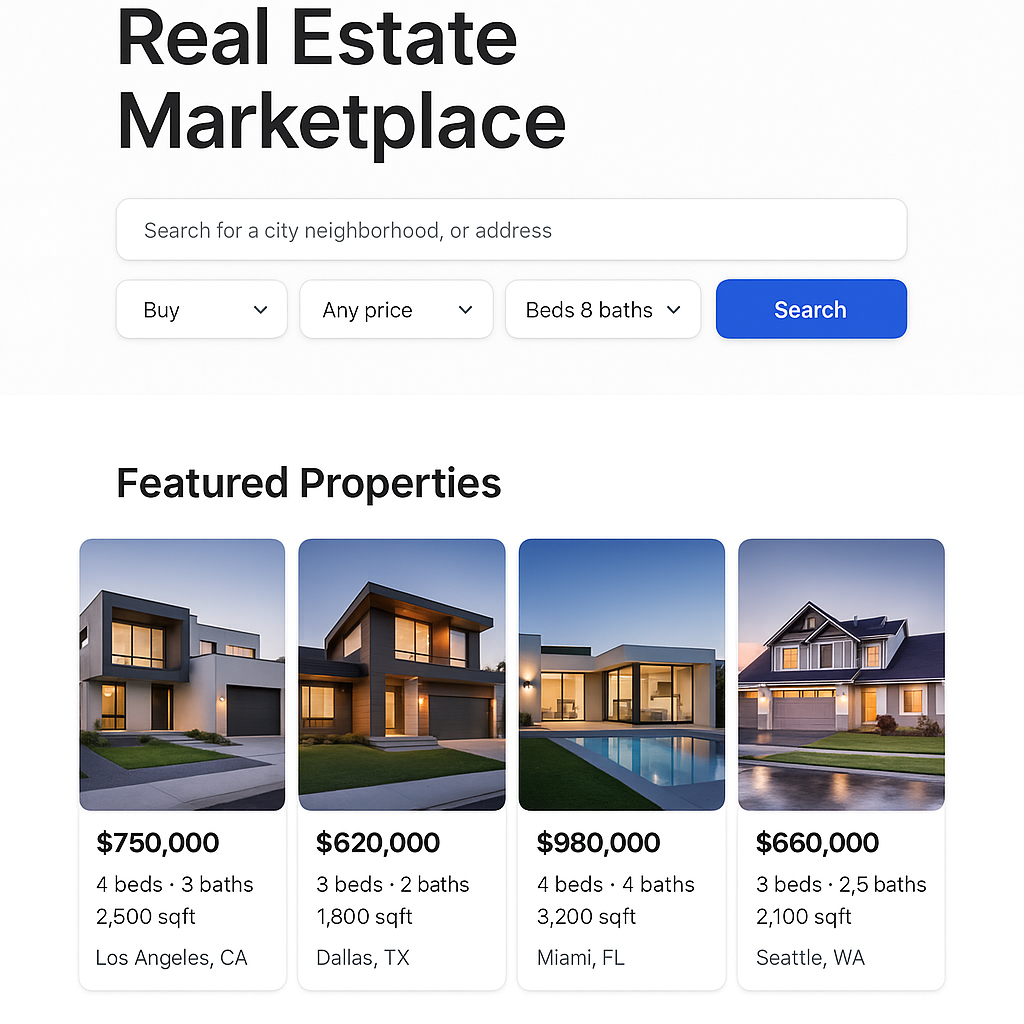 Real Estate
Marketplace
Search for a city neighborhood, or address
Buy
Any price
Beds 8 baths
Search
Featured Properties
$750,000
4 beds · 3 baths
2,500 sqft
Los Angeles, CA
$620,000
3 beds · 2 baths
1,800 sqft
Dallas, TX
$980,000
4 beds · 4 baths
3,200 sqft
Miami, FL
$660,000
3 beds · 2,5 baths
2,100 sqft
Seattle, WA